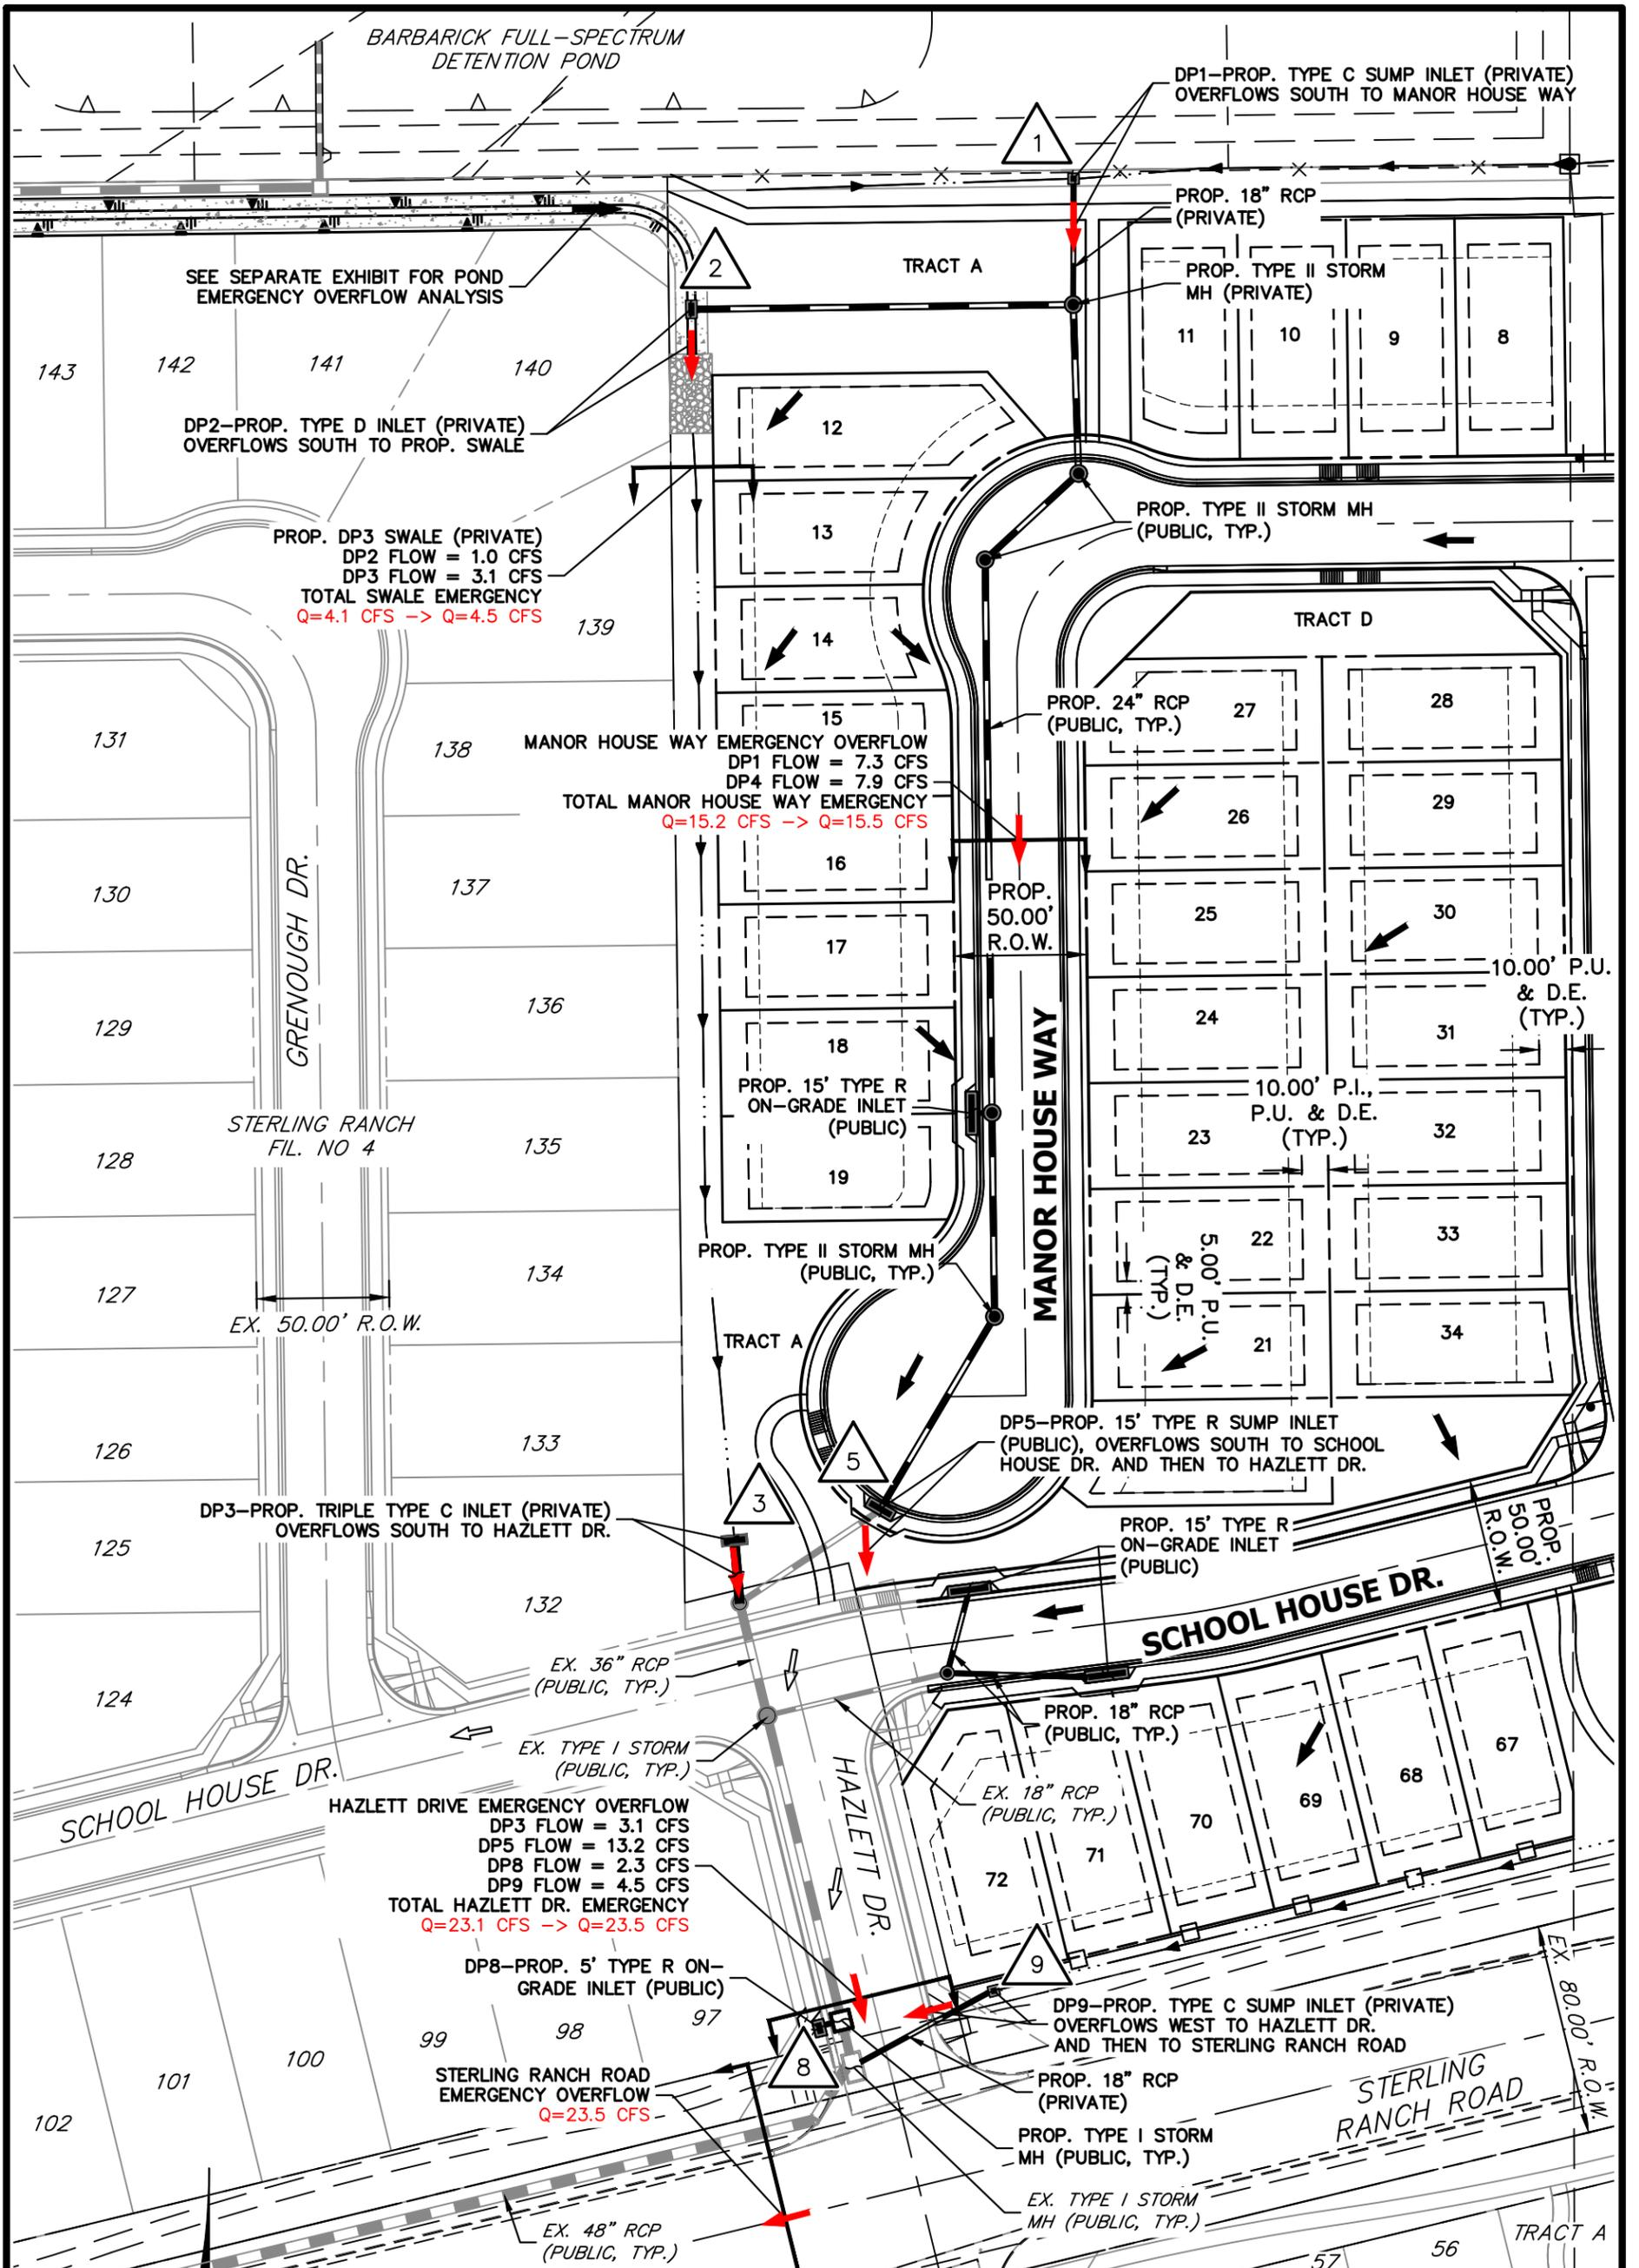 BARBARICK FULL-SPECTRUM
DETENTION POND
DP1-PROP. TYPE C SUMP INLET (PRIVATE)
OVERFLOWS SOUTH TO MANOR HOUSE WAY
1
PROP. 18" RCP
(PRIVATE)
2
TRACT A
SEE SEPARATE EXHIBIT FOR POND
EMERGENCY OVERFLOW ANALYSIS
PROP. TYPE II STORM
MH (PRIVATE)
11
10
9
8
143
142
141
140
DP2-PROP. TYPE D INLET (PRIVATE)
OVERFLOWS SOUTH TO PROP. SWALE
12
PROP. TYPE II STORM MH
(PUBLIC, TYP.)
13
PROP. DP3 SWALE (PRIVATE)
DP2 FLOW = 1.0 CFS
DP3 FLOW = 3.1 CFS
TOTAL SWALE EMERGENCY
Q=4.1 CFS -> Q=4.5 CFS
139
14
TRACT D
PROP. 24" RCP
(PUBLIC, TYP.)
27
28
131
138
15
MANOR HOUSE WAY EMERGENCY OVERFLOW
DP1 FLOW = 7.3 CFS
DP4 FLOW = 7.9 CFS
TOTAL MANOR HOUSE WAY EMERGENCY
Q=15.2 CFS -> Q=15.5 CFS
26
29
16
130
137
GRENOUGH DR.
PROP.
50.00'
R.O.W.
25
30
17
10.00' P.U.
& D.E.
(TYP.)
129
136
24
31
18
MANOR HOUSE WAY
PROP. 15' TYPE R
ON-GRADE INLET
(PUBLIC)
10.00' P.I.,
P.U. & D.E.
(TYP.)
STERLING RANCH
FIL. NO 4
128
135
23
32
19
PROP. TYPE II STORM MH
(PUBLIC, TYP.)
22
33
5.00' P.U.
& D.E.
(TYP.)
127
134
EX. 50.00' R.O.W.
TRACT A
21
34
126
133
5
DP5-PROP. 15' TYPE R SUMP INLET
(PUBLIC), OVERFLOWS SOUTH TO SCHOOL
HOUSE DR. AND THEN TO HAZLETT DR.
3
DP3-PROP. TRIPLE TYPE C INLET (PRIVATE)
OVERFLOWS SOUTH TO HAZLETT DR.
PROP. 15' TYPE R
ON-GRADE INLET
(PUBLIC)
PROP.
50.00'
R.O.W.
125
132
SCHOOL HOUSE DR.
EX. 36" RCP
(PUBLIC, TYP.)
124
PROP. 18" RCP
(PUBLIC, TYP.)
EX. TYPE I STORM
(PUBLIC, TYP.)
HAZLETT DR.
EX. 18" RCP
(PUBLIC, TYP.)
SCHOOL HOUSE DR.
67
68
69
70
71
72
HAZLETT DRIVE EMERGENCY OVERFLOW
DP3 FLOW = 3.1 CFS
DP5 FLOW = 13.2 CFS
DP8 FLOW = 2.3 CFS
DP9 FLOW = 4.5 CFS
TOTAL HAZLETT DR. EMERGENCY
Q=23.1 CFS -> Q=23.5 CFS
DP8-PROP. 5' TYPE R ON-
GRADE INLET (PUBLIC)
9
EX. 80.00' R.O.W.
DP9-PROP. TYPE C SUMP INLET (PRIVATE)
OVERFLOWS WEST TO HAZLETT DR.
AND THEN TO STERLING RANCH ROAD
97
98
99
100
101
102
8
STERLING RANCH ROAD
EMERGENCY OVERFLOW
Q=23.5 CFS
PROP. 18" RCP
(PRIVATE)
STERLING
RANCH ROAD
PROP. TYPE I STORM
MH (PUBLIC, TYP.)
EX. TYPE I STORM
MH (PUBLIC, TYP.)
EX. 48" RCP
(PUBLIC, TYP.)
TRACT A
56
57